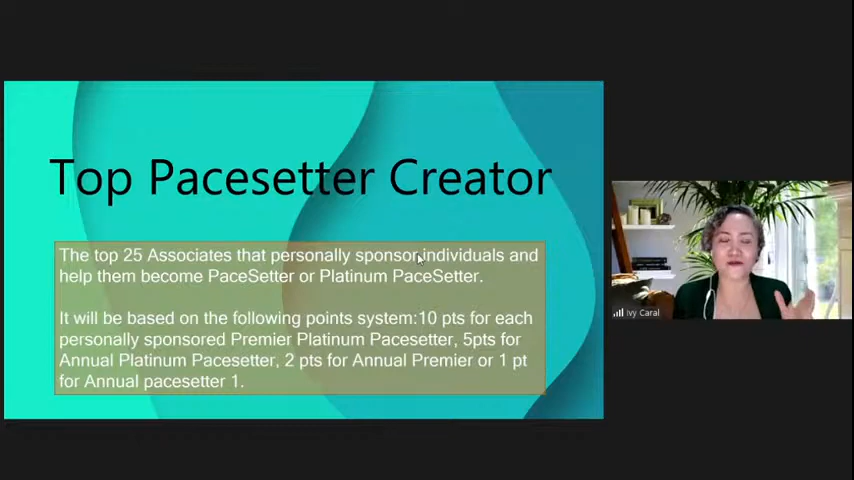 Top Pacesetter Creator
The top 25 Associates that personally sponsor individuals and
help them become PaceSetter or Platinum PaceSetter.
It will be based on the following points system:10 pts for each
personally sponsored Premier Platinum Pacesetter, 5pts for
Annual Platinum Pacesetter, 2 pts for Annual Premier or 1 pt
for Annual pacesetter 1.
Ivy Caral